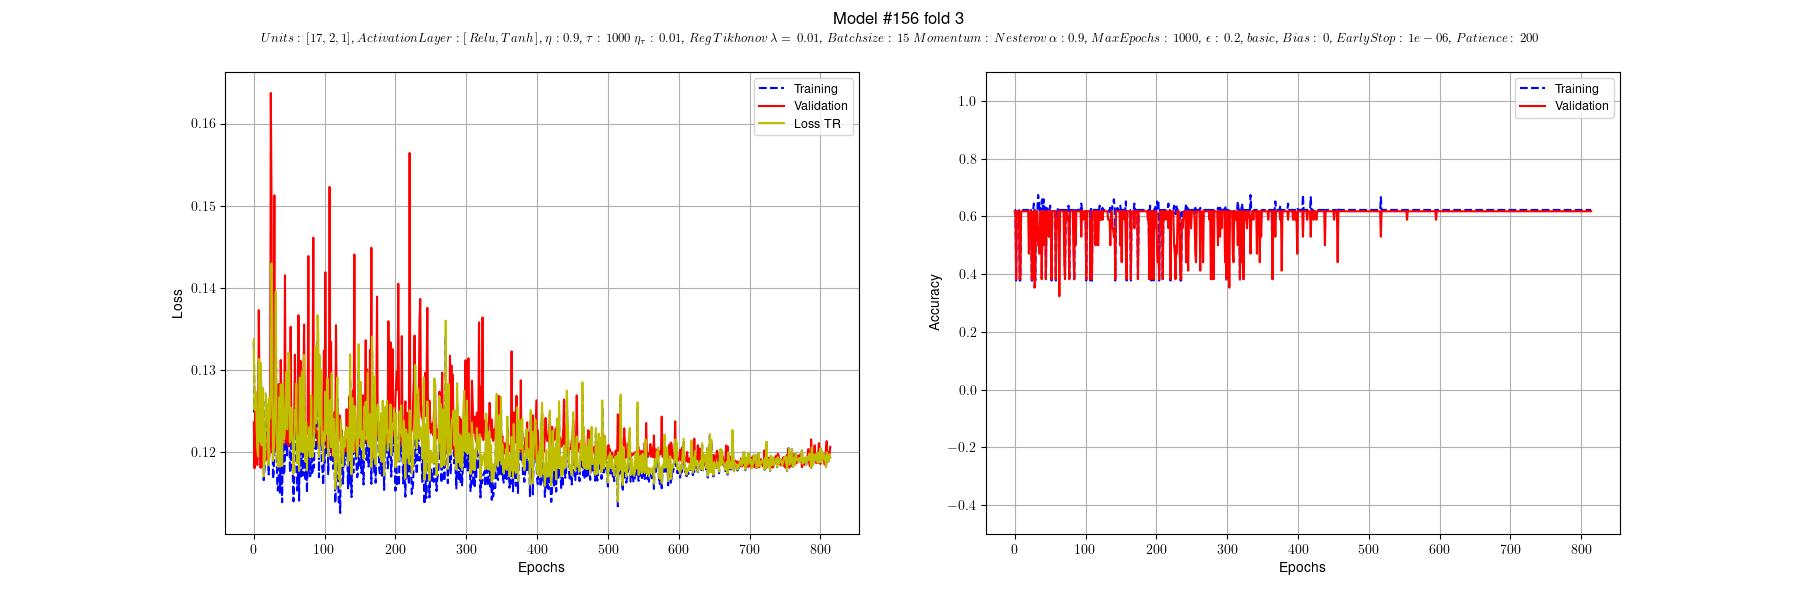 Model #156 fold 3
Units : [17, 2, 1], ActivationLayer : [ Relu, Tanh ], η : 0.9, τ : 1000 ητ : 0.01, Reg Tikhonov λ = 0.01, Batchsize : 15 Momentum : Nesterov α : 0.9, MaxEpochs : 1000, ϵ : 0.2, basic, Bias : 0, EarlyStop : 1e − 06, Patience : 200
Training
Validation
Loss TR
0.16
0.15
0.14
0.13
0.12
Loss
0 100 200 300 400 500 600 700 800
Epochs
Training
Validation
1.0
0.8
0.6
0.4
0.2
0.0
−0.2
−0.4
Accuracy
0 100 200 300 400 500 600 700 800
Epochs